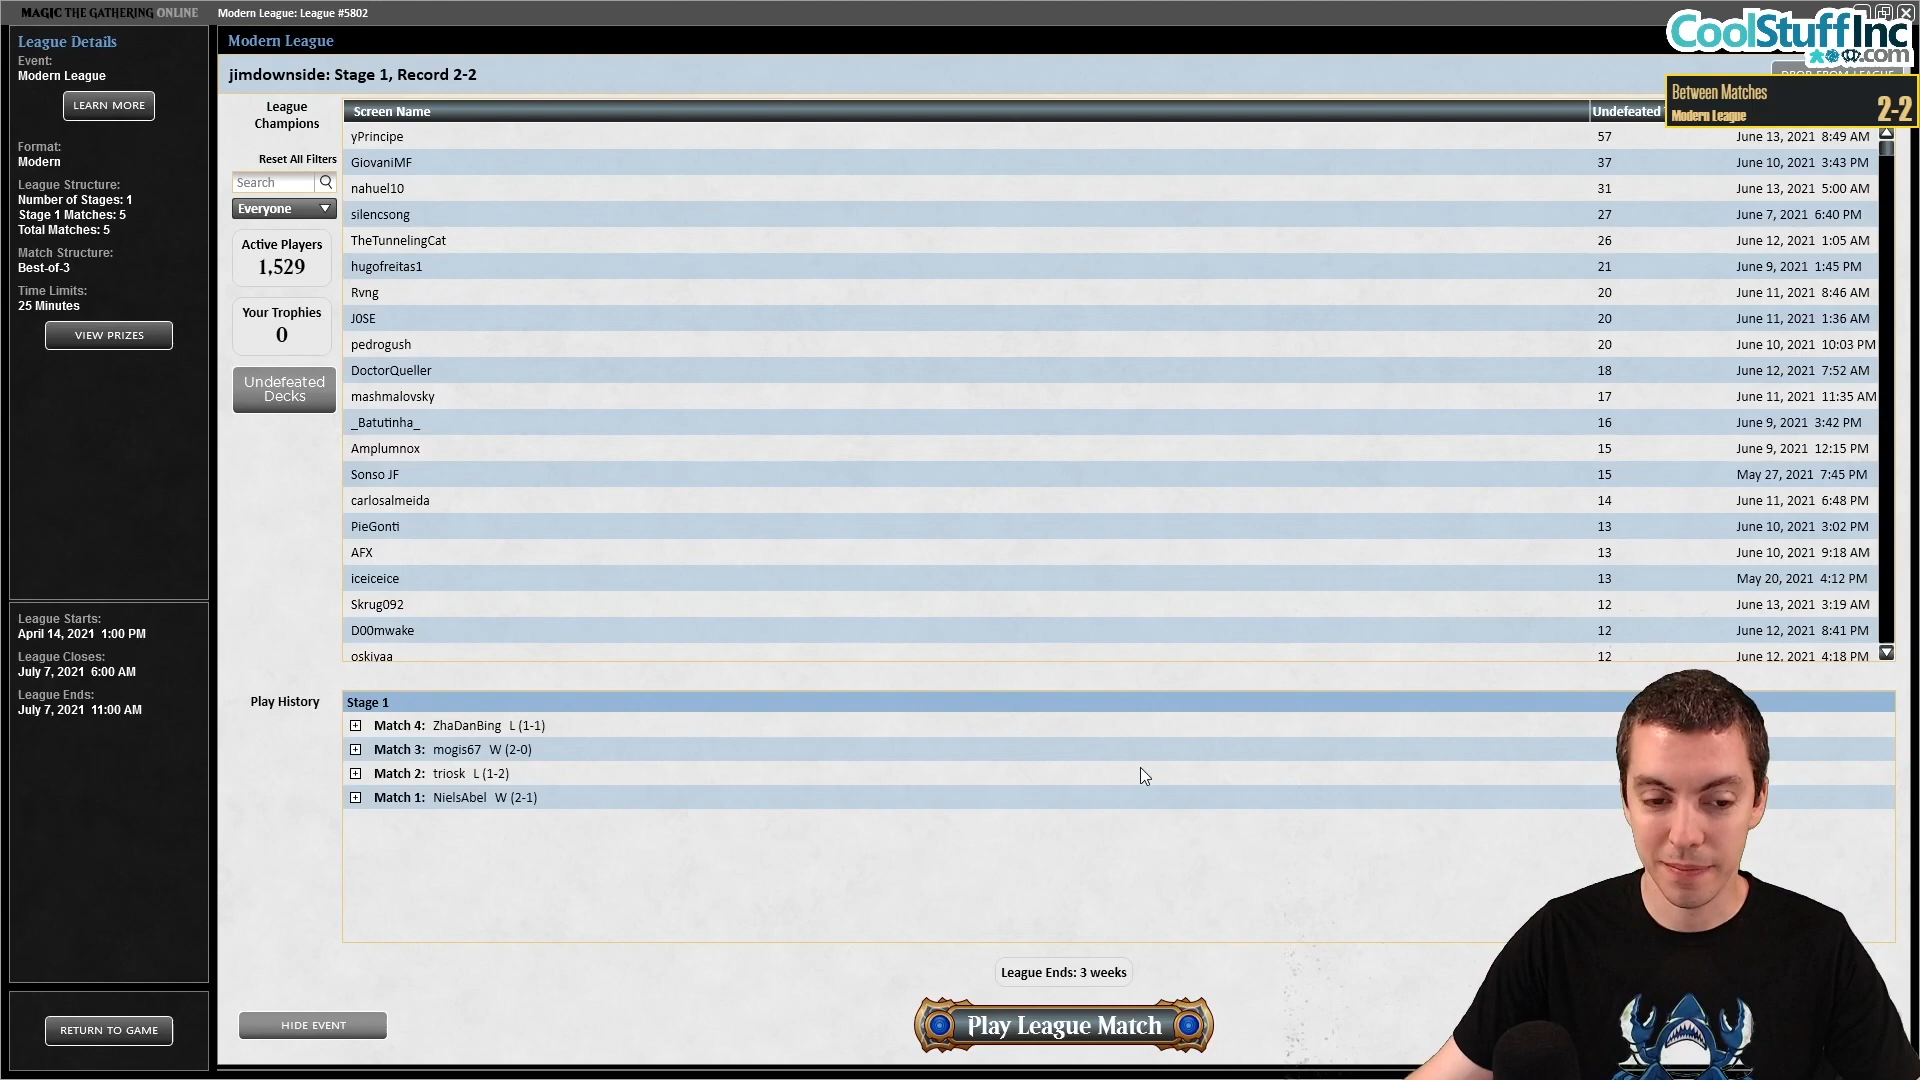 MAGIC THE GATHERING ONLINE
Modern League: League #5802
League Details
Event:
Modern League
LEARN MORE
Format:
Modern
League Structure:
Number of Stages: 1
Stage 1 Matches: 5
Total Matches: 5
Match Structure:
Best-of-3
Time Limits:
25 Minutes
VIEW PRIZES
League Starts:
April 14, 2021 1:00 PM
League Closes:
July 7, 2021 6:00 AM
League Ends:
July 7, 2021 11:00 AM
RETURN TO GAME
Modern League
jimdownside: Stage 1, Record 2-2
CoolStuffInc
.com
DROP FROM LEAGUE
Between Matches
Modern League
2-2
League
Champions
Reset All Filters
Search
Everyone
Active Players
1,529
Your Trophies
0
Undefeated
Decks
Screen Name Undefeated
yPrincipe 57 June 13, 2021 8:49 AM
GiovaniMF 37 June 10, 2021 3:43 PM
nahuel10 31 June 13, 2021 5:00 AM
silencsong 27 June 7, 2021 6:40 PM
TheTunnelingCat 26 June 12, 2021 1:05 AM
hugofreitas1 21 June 9, 2021 1:45 PM
Rvng 20 June 11, 2021 8:46 AM
J0SE 20 June 11, 2021 1:36 AM
pedrogush 20 June 10, 2021 10:03 PM
DoctorQueller 18 June 12, 2021 7:52 AM
mashmalovsky 17 June 11, 2021 11:35 AM
_Batutinha_ 16 June 9, 2021 3:42 PM
Amplumnox 15 June 9, 2021 12:15 PM
Sonso JF 15 May 27, 2021 7:45 PM
carlosalmeida 14 June 11, 2021 6:48 PM
PieGonti 13 June 10, 2021 3:02 PM
AFX 13 June 10, 2021 9:18 AM
iceiceice 13 May 20, 2021 4:12 PM
Skrug092 12 June 13, 2021 3:19 AM
D00mwake 12 June 12, 2021 8:41 PM
oskiyaa 12 June 12, 2021 4:18 PM
Play History
Stage 1
Match 4: ZhaDanBing L (1-1)
Match 3: mogis67 W (2-0)
Match 2: triosk L (1-2)
Match 1: NielsAbel W (2-1)
League Ends: 3 weeks
HIDE EVENT
Play League Match